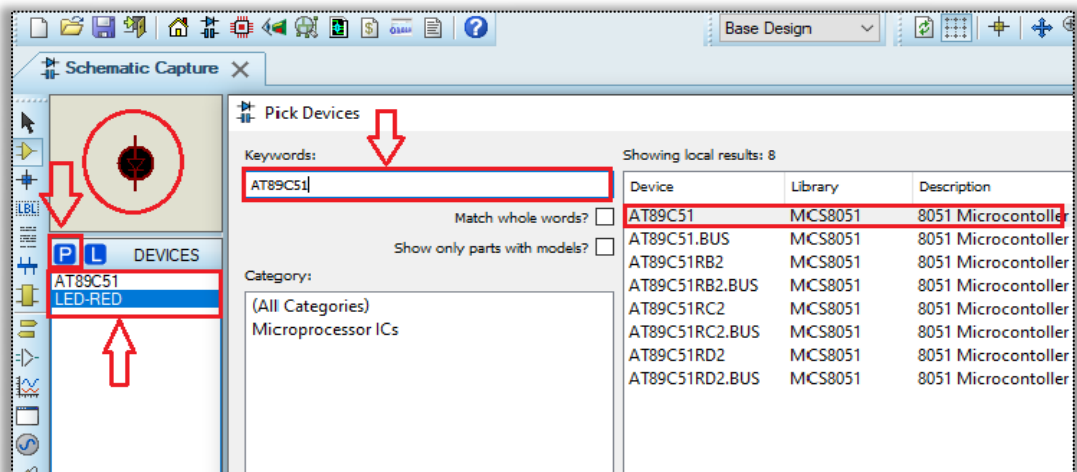 Base Design
Schematic Capture
Pick Devices
Keywords:
AT89C51
Match whole words?
Show only parts with models?
Category:
(All Categories)
Microprocessor ICs
LBL
P L DEVICES
AT89C51
LED-RED
Showing local results: 8
Device Library Description
AT89C51 MCS8051 8051 Microcontoller
AT89C51.BUS MCS8051 8051 Microcontoller
AT89C51RB2 MCS8051 8051 Microcontoller
AT89C51RB2.BUS MCS8051 8051 Microcontoller
AT89C51RC2 MCS8051 8051 Microcontoller
AT89C51RC2.BUS MCS8051 8051 Microcontoller
AT89C51RD2 MCS8051 8051 Microcontoller
AT89C51RD2.BUS MCS8051 8051 Microcontoller